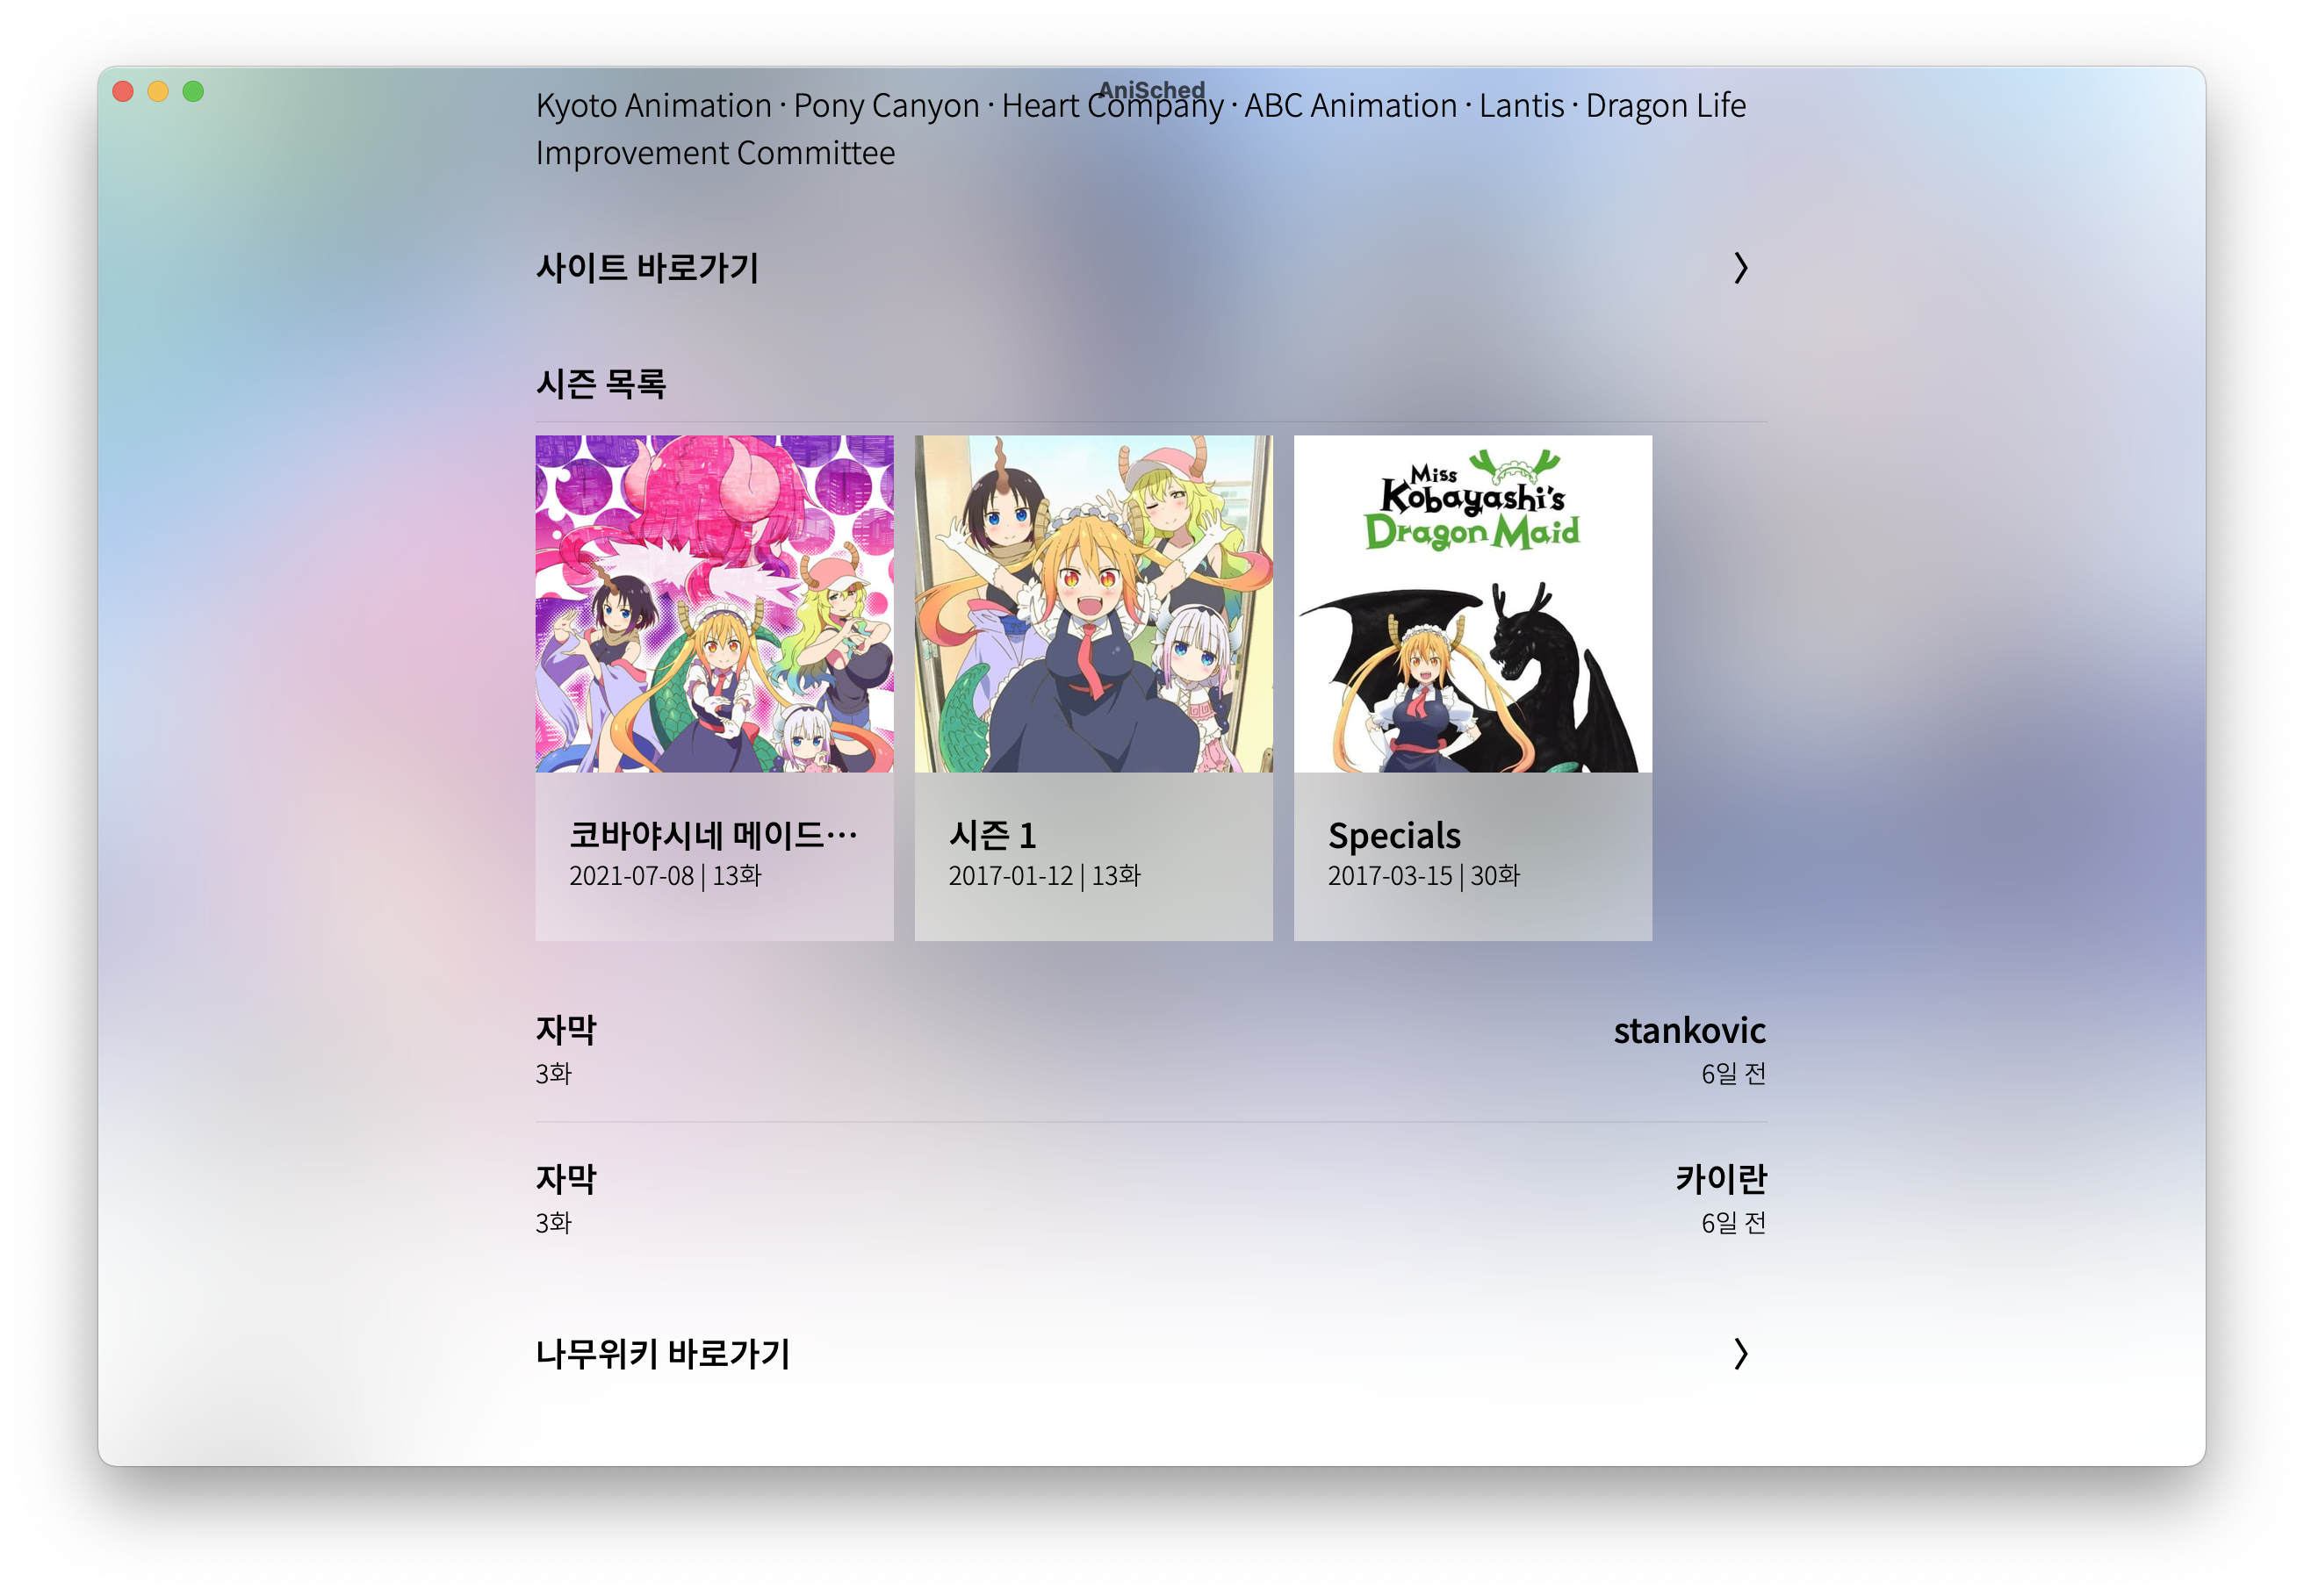 AniSched
Kyoto Animation · Pony Canyon · Heart Company · ABC Animation · Lantis · Dragon Life
Improvement Committee
사이트 바로가기
시즌 목록
Miss
Kobayashi's
Dragon Maid
코바야시네 메이드…
2021-07-08 | 13화
시즌 1
2017-01-12 | 13화
Specials
2017-03-15 | 30화
자막
stankovic
3화
6일 전
자막
카이란
3화
6일 전
나무위키 바로가기